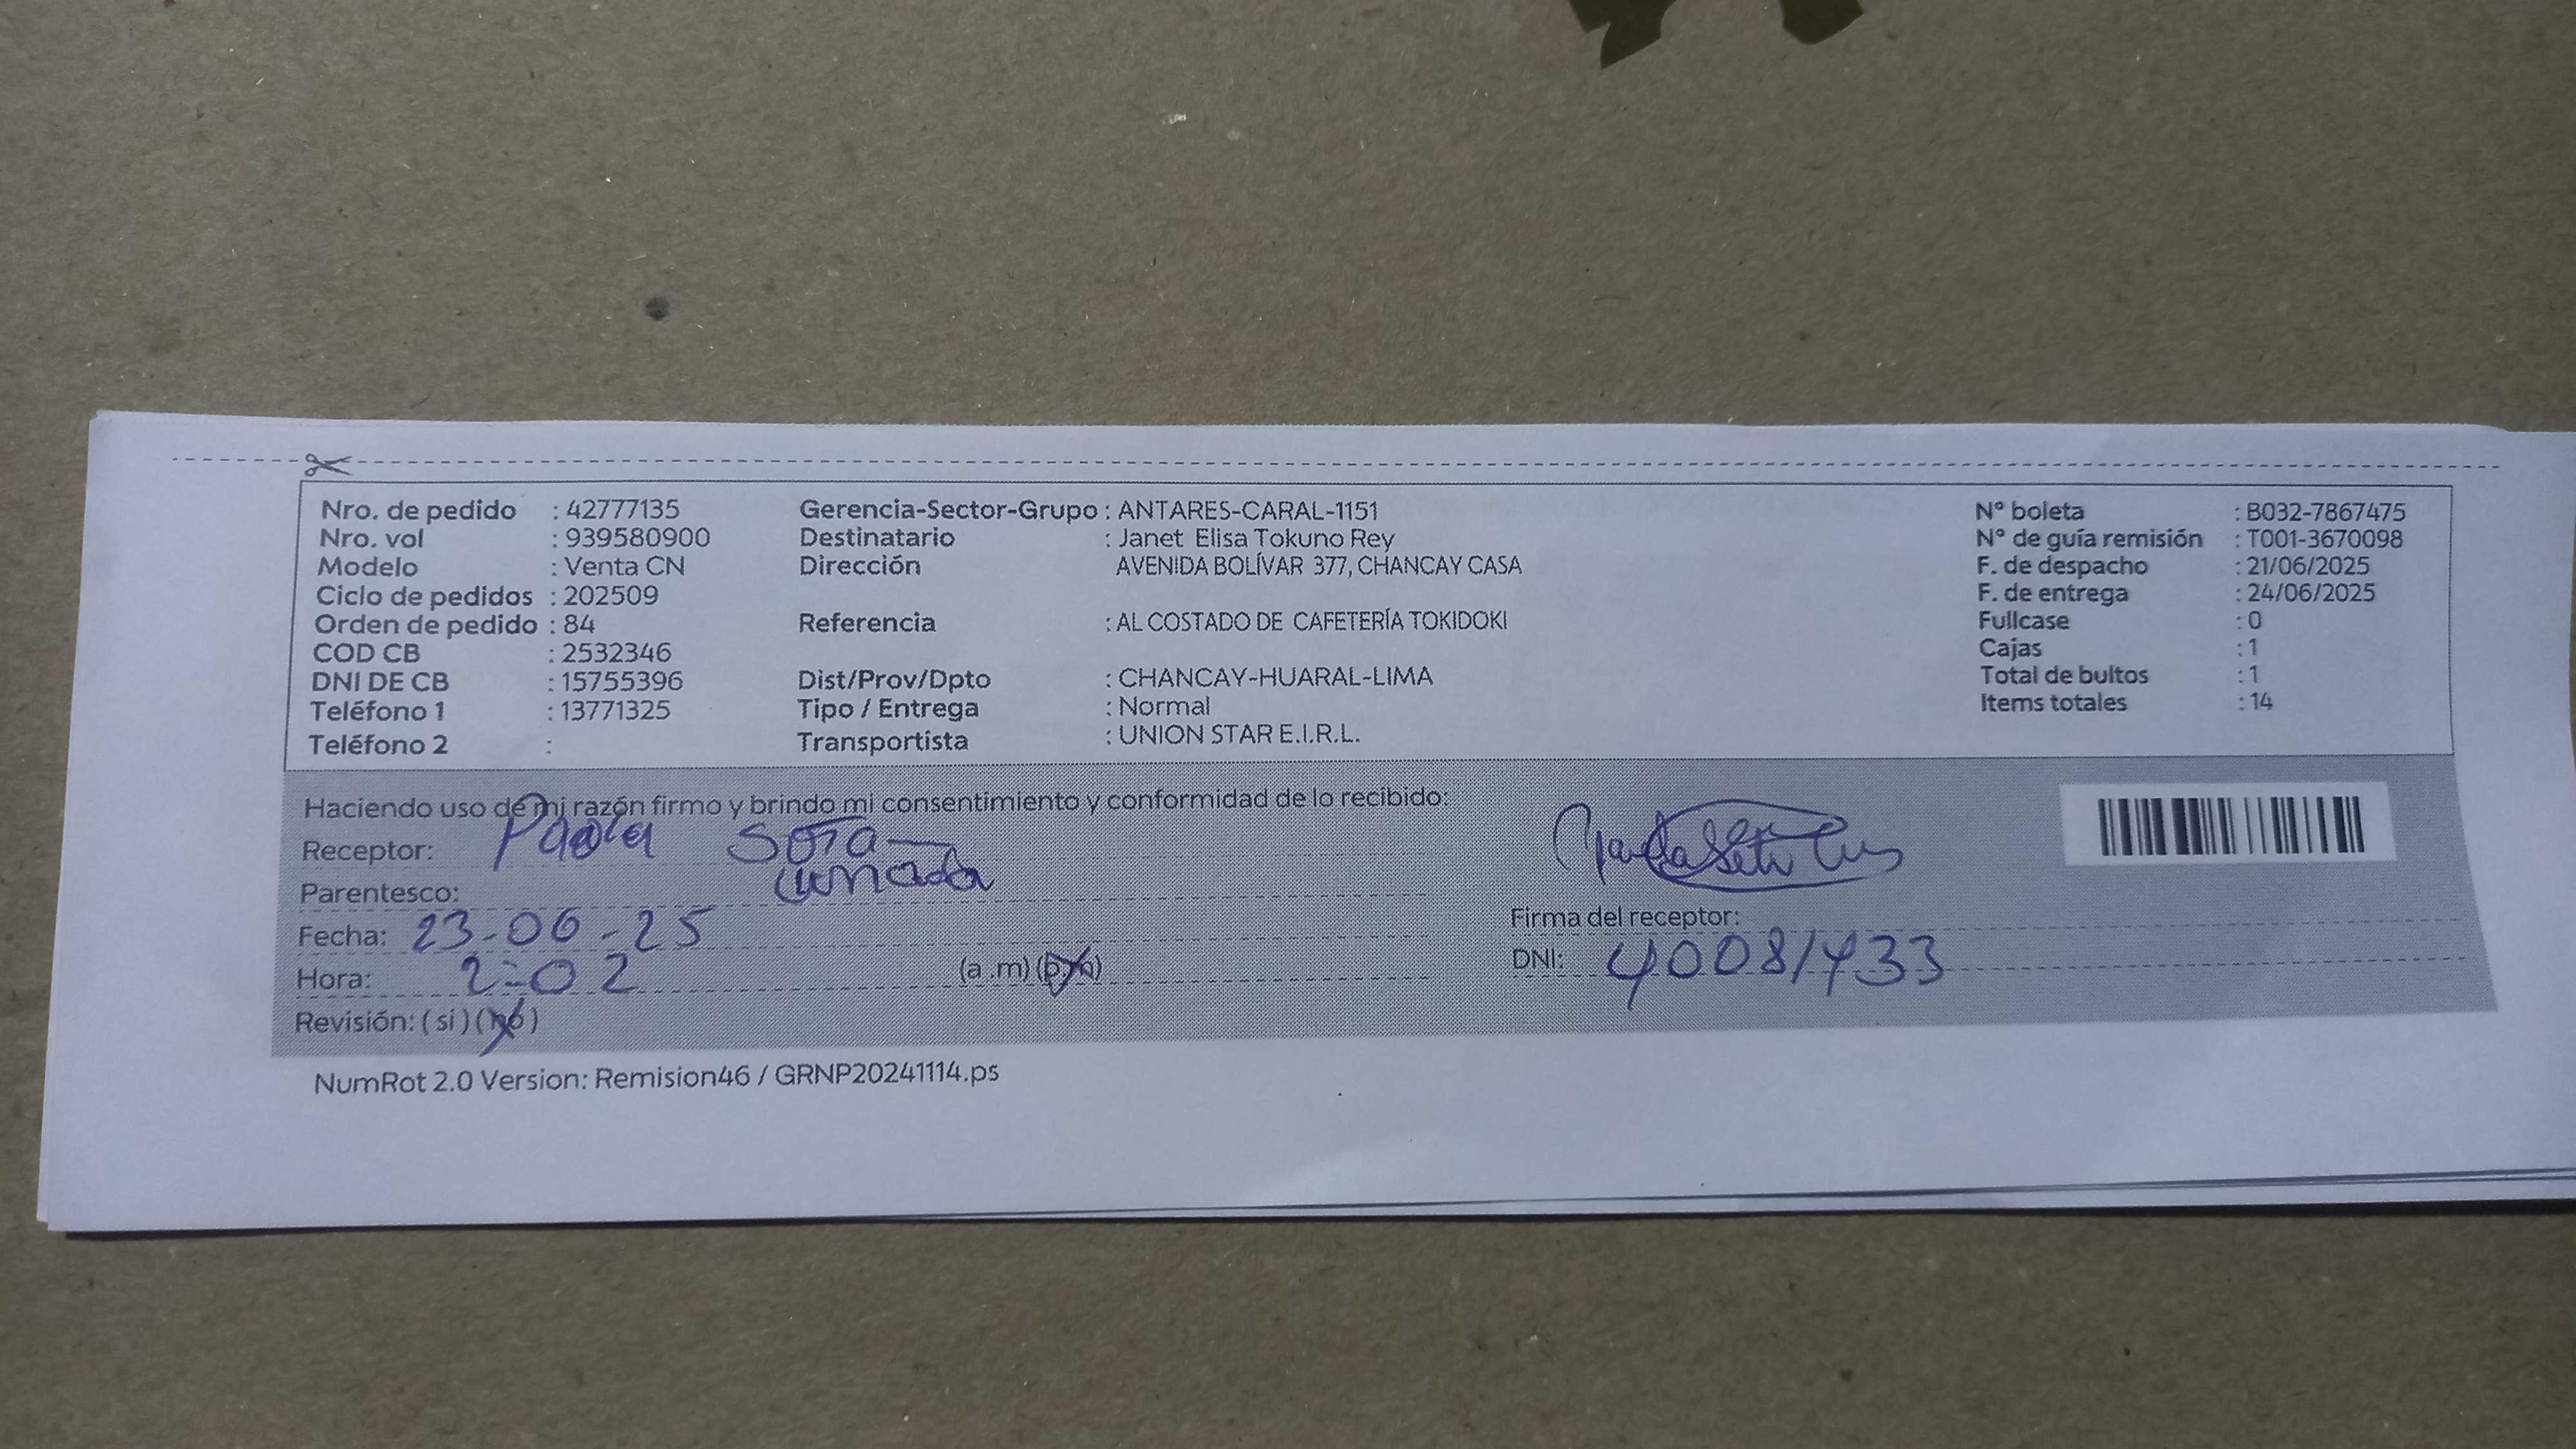 Nro. de pedido : 42777135 Gerencia-Sector-Grupo : ANTARES-CARAL-1151 N° boleta : B032-7867475
Nro. vol : 939580900 Destinatario : Janet Elisa Tokuno Rey N° de guía remisión : T001-3670098
Modelo : Venta CN Dirección AVENIDA BOLÍVAR 377, CHANCAY CASA F. de despacho : 21/06/2025
Ciclo de pedidos : 202509 F. de entrega : 24/06/2025
Orden de pedido : 84 Referencia : AL COSTADO DE CAFETERÍA TOKIDOKI Fullcase : 0
COD CB : 2532346 Cajas : 1
DNI DE CB : 15755396 Dist/Prov/Dpto : CHANCAY-HUARAL-LIMA Total de bultos : 1
Teléfono 1 : 13771325 Tipo / Entrega : Normal Items totales : 14
Teléfono 2 : Transportista : UNION STAR E.I.R.L.
Haciendo uso de mi razón firmo y brindo mi consentimiento y conformidad de lo recibido:
Receptor: Paola Soto
Parentesco: cuñada
Fecha: 23-06-25 Firma del receptor:
Hora: 2:02 (a .m) (p.m) DNI: 40081433
Revisión: ( si ) ( no )
NumRot 2.0 Version: Remision46 / GRNP20241114.ps